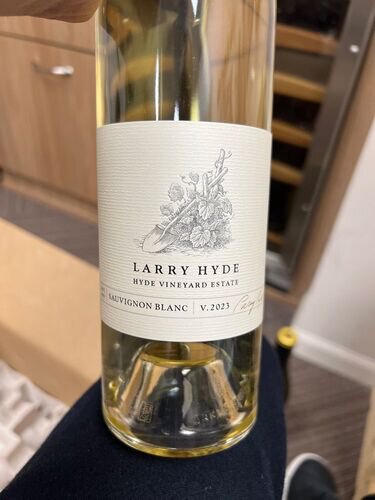 LARRY HYDE
HYDE VINEYARD ESTATE
SAUVIGNON BLANC V. 2023